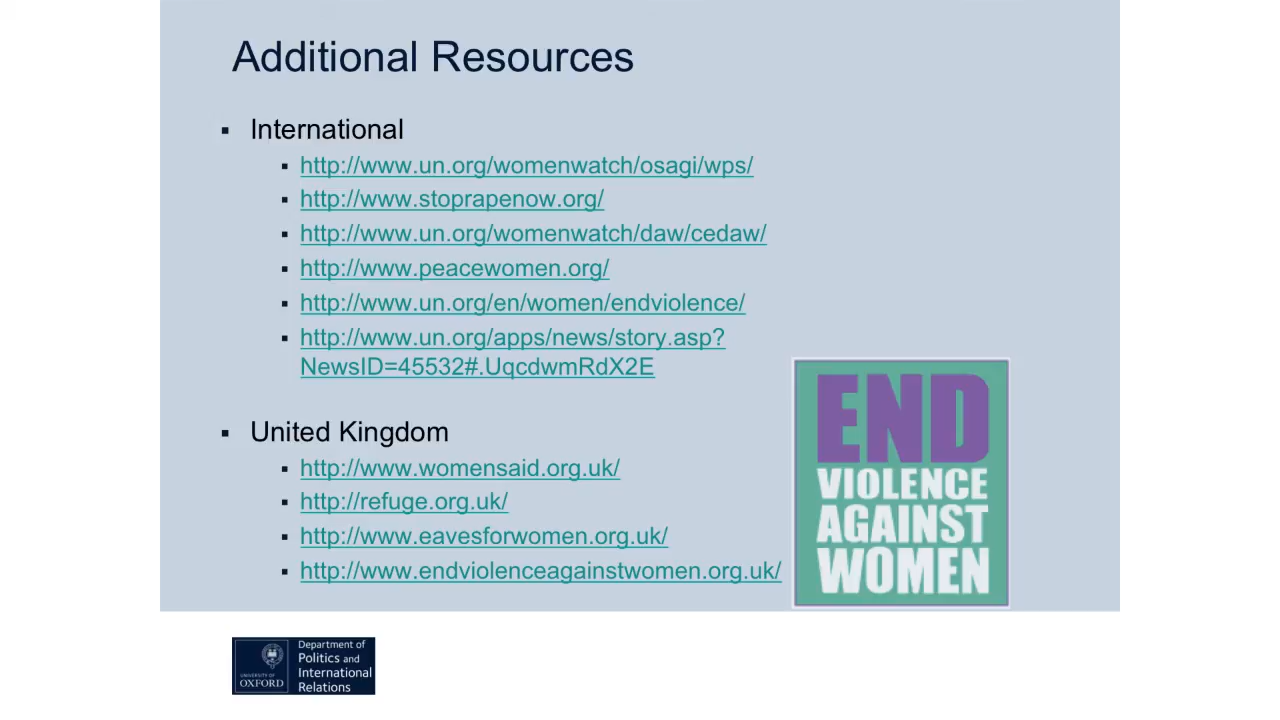 Additional Resources
▪ International
▪ http://www.un.org/womenwatch/osagi/wps/
▪ http://www.stoprapenow.org/
▪ http://www.un.org/womenwatch/daw/cedaw/
▪ http://www.peacewomen.org/
▪ http://www.un.org/en/women/endviolence/
▪ http://www.un.org/apps/news/story.asp?
NewsID=45532#.UqcdwmRdX2E
▪ United Kingdom
▪ http://www.womensaid.org.uk/
▪ http://refuge.org.uk/
▪ http://www.eavesforwomen.org.uk/
▪ http://www.endviolenceagainstwomen.org.uk/
END
VIOLENCE
AGAINST
WOMEN
UNIVERSITY OF
OXFORD
Department of
Politics and
International
Relations